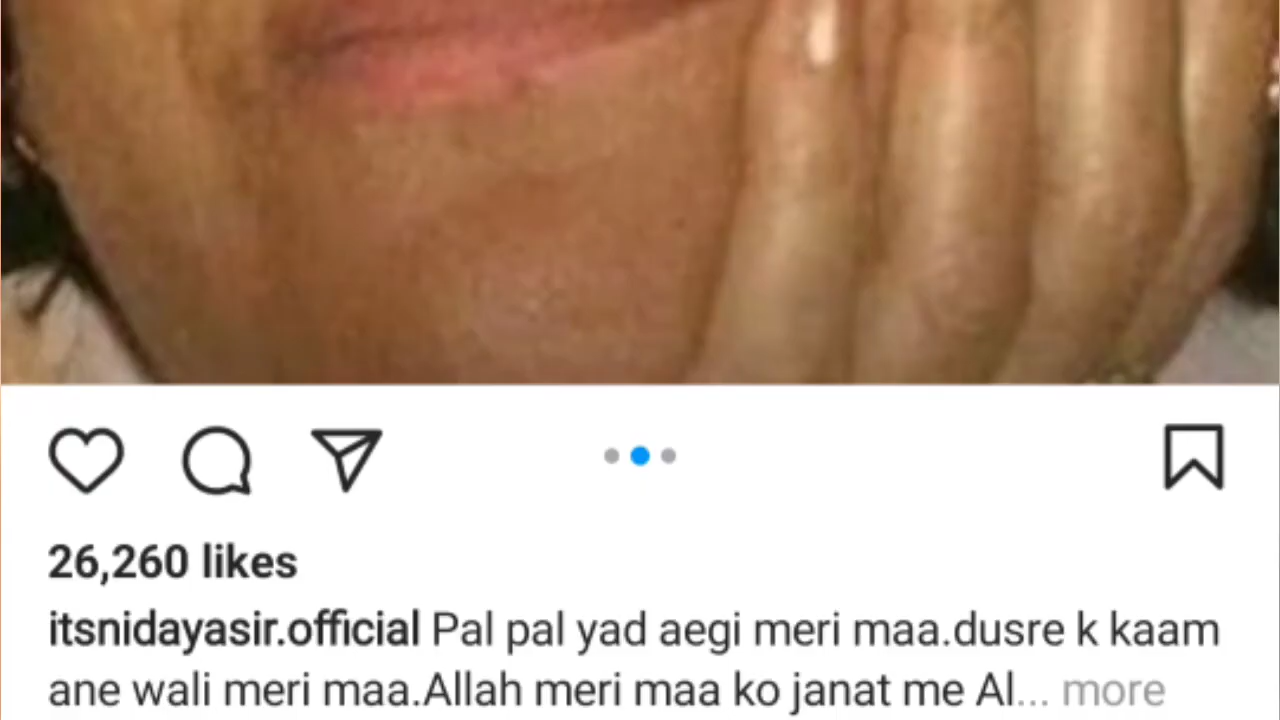 26,260 likes
itsnidayasir.official Pal pal yad aegi meri maa.dusre k kaam
ane wali meri maa.Allah meri maa ko janat me Al... more